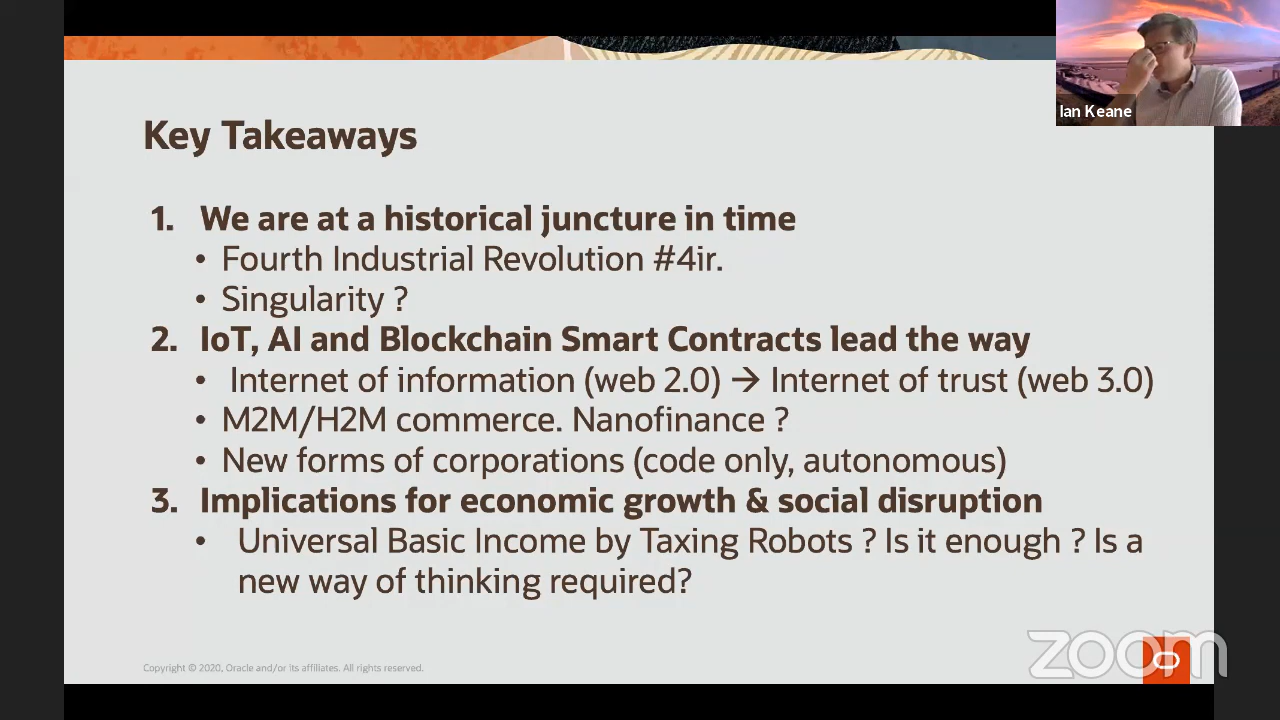 Ian Keane
Key Takeaways
1. We are at a historical juncture in time
• Fourth Industrial Revolution #4ir.
• Singularity ?
2. IoT, AI and Blockchain Smart Contracts lead the way
• Internet of information (web 2.0) → Internet of trust (web 3.0)
• M2M/H2M commerce. Nanofinance ?
• New forms of corporations (code only, autonomous)
3. Implications for economic growth & social disruption
• Universal Basic Income by Taxing Robots ? Is it enough ? Is a
new way of thinking required?
Copyright © 2020, Oracle and/or its affiliates. All rights reserved.
zoom